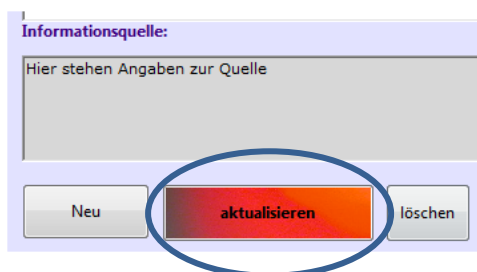 Informationsquelle:
Hier stehen Angaben zur Quelle
Neu aktualisieren löschen